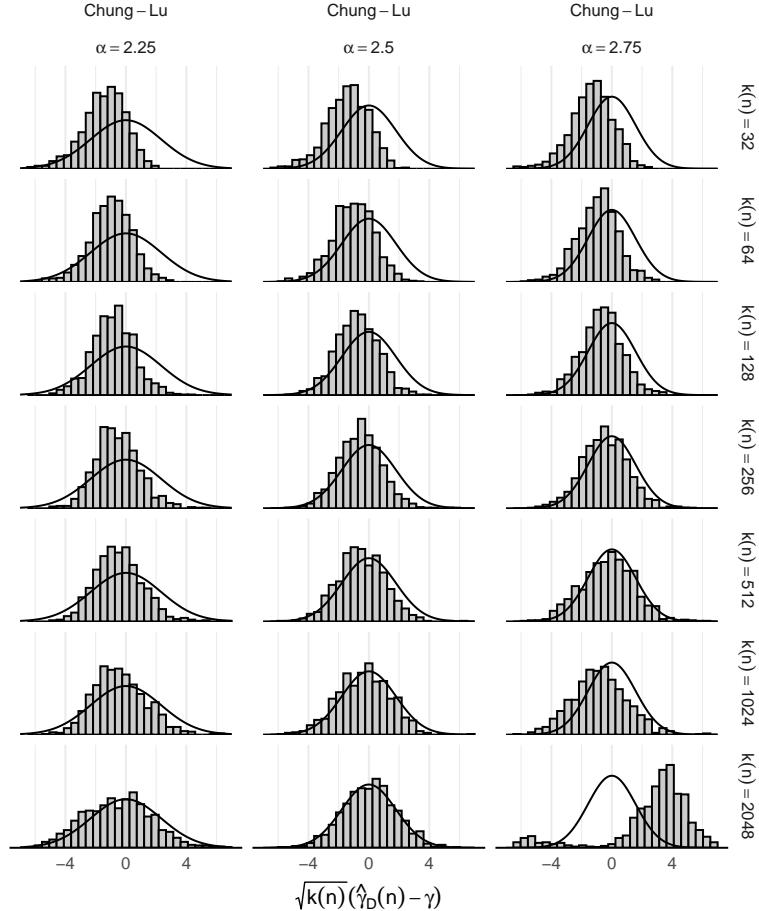 Chung–Lu Chung–Lu Chung–Lu
α = 2.25 α = 2.5 α = 2.75
k(n) = 32
k(n) = 64
k(n) = 128
k(n) = 256
k(n) = 512
k(n) = 1024
k(n) = 2048
−4 0 4 −4 0 4 −4 0 4
√k(n) (γ̂_D(n) − γ)